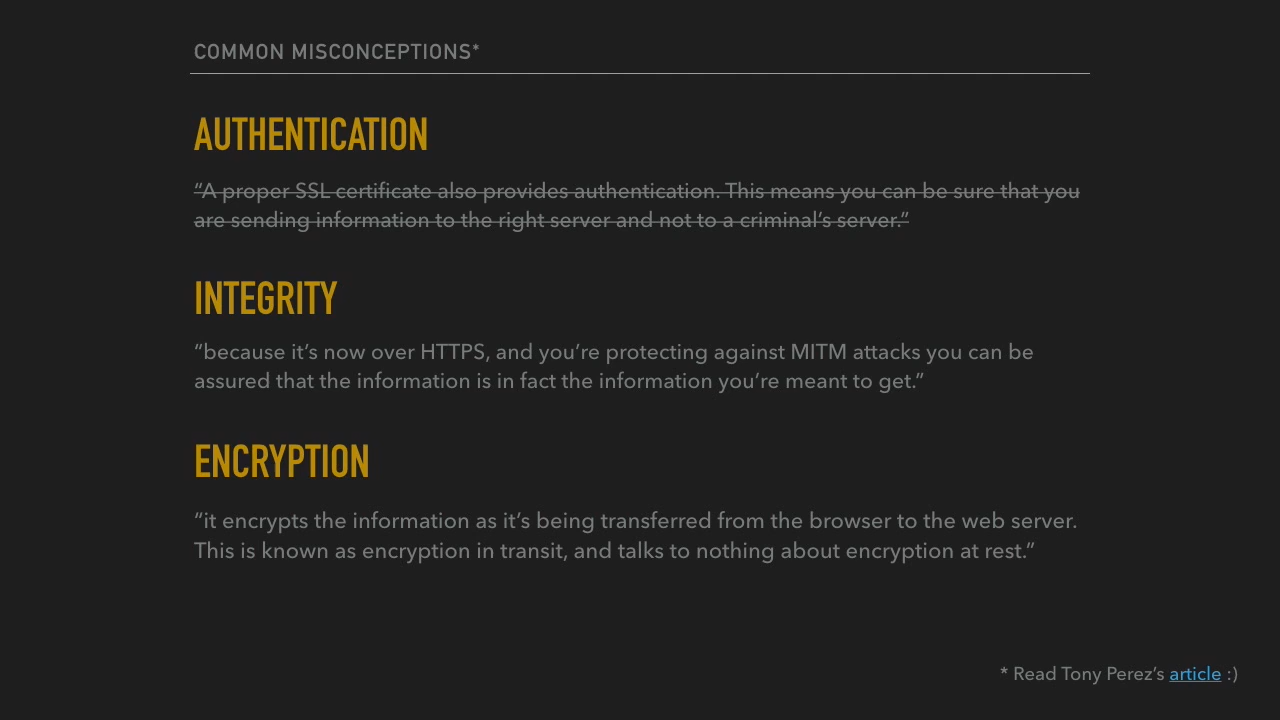 COMMON MISCONCEPTIONS*
AUTHENTICATION
“A proper SSL certificate also provides authentication. This means you can be sure that you
are sending information to the right server and not to a criminal’s server.”
INTEGRITY
“because it’s now over HTTPS, and you’re protecting against MITM attacks you can be
assured that the information is in fact the information you’re meant to get.”
ENCRYPTION
“it encrypts the information as it’s being transferred from the browser to the web server.
This is known as encryption in transit, and talks to nothing about encryption at rest.”
* Read Tony Perez’s article :)